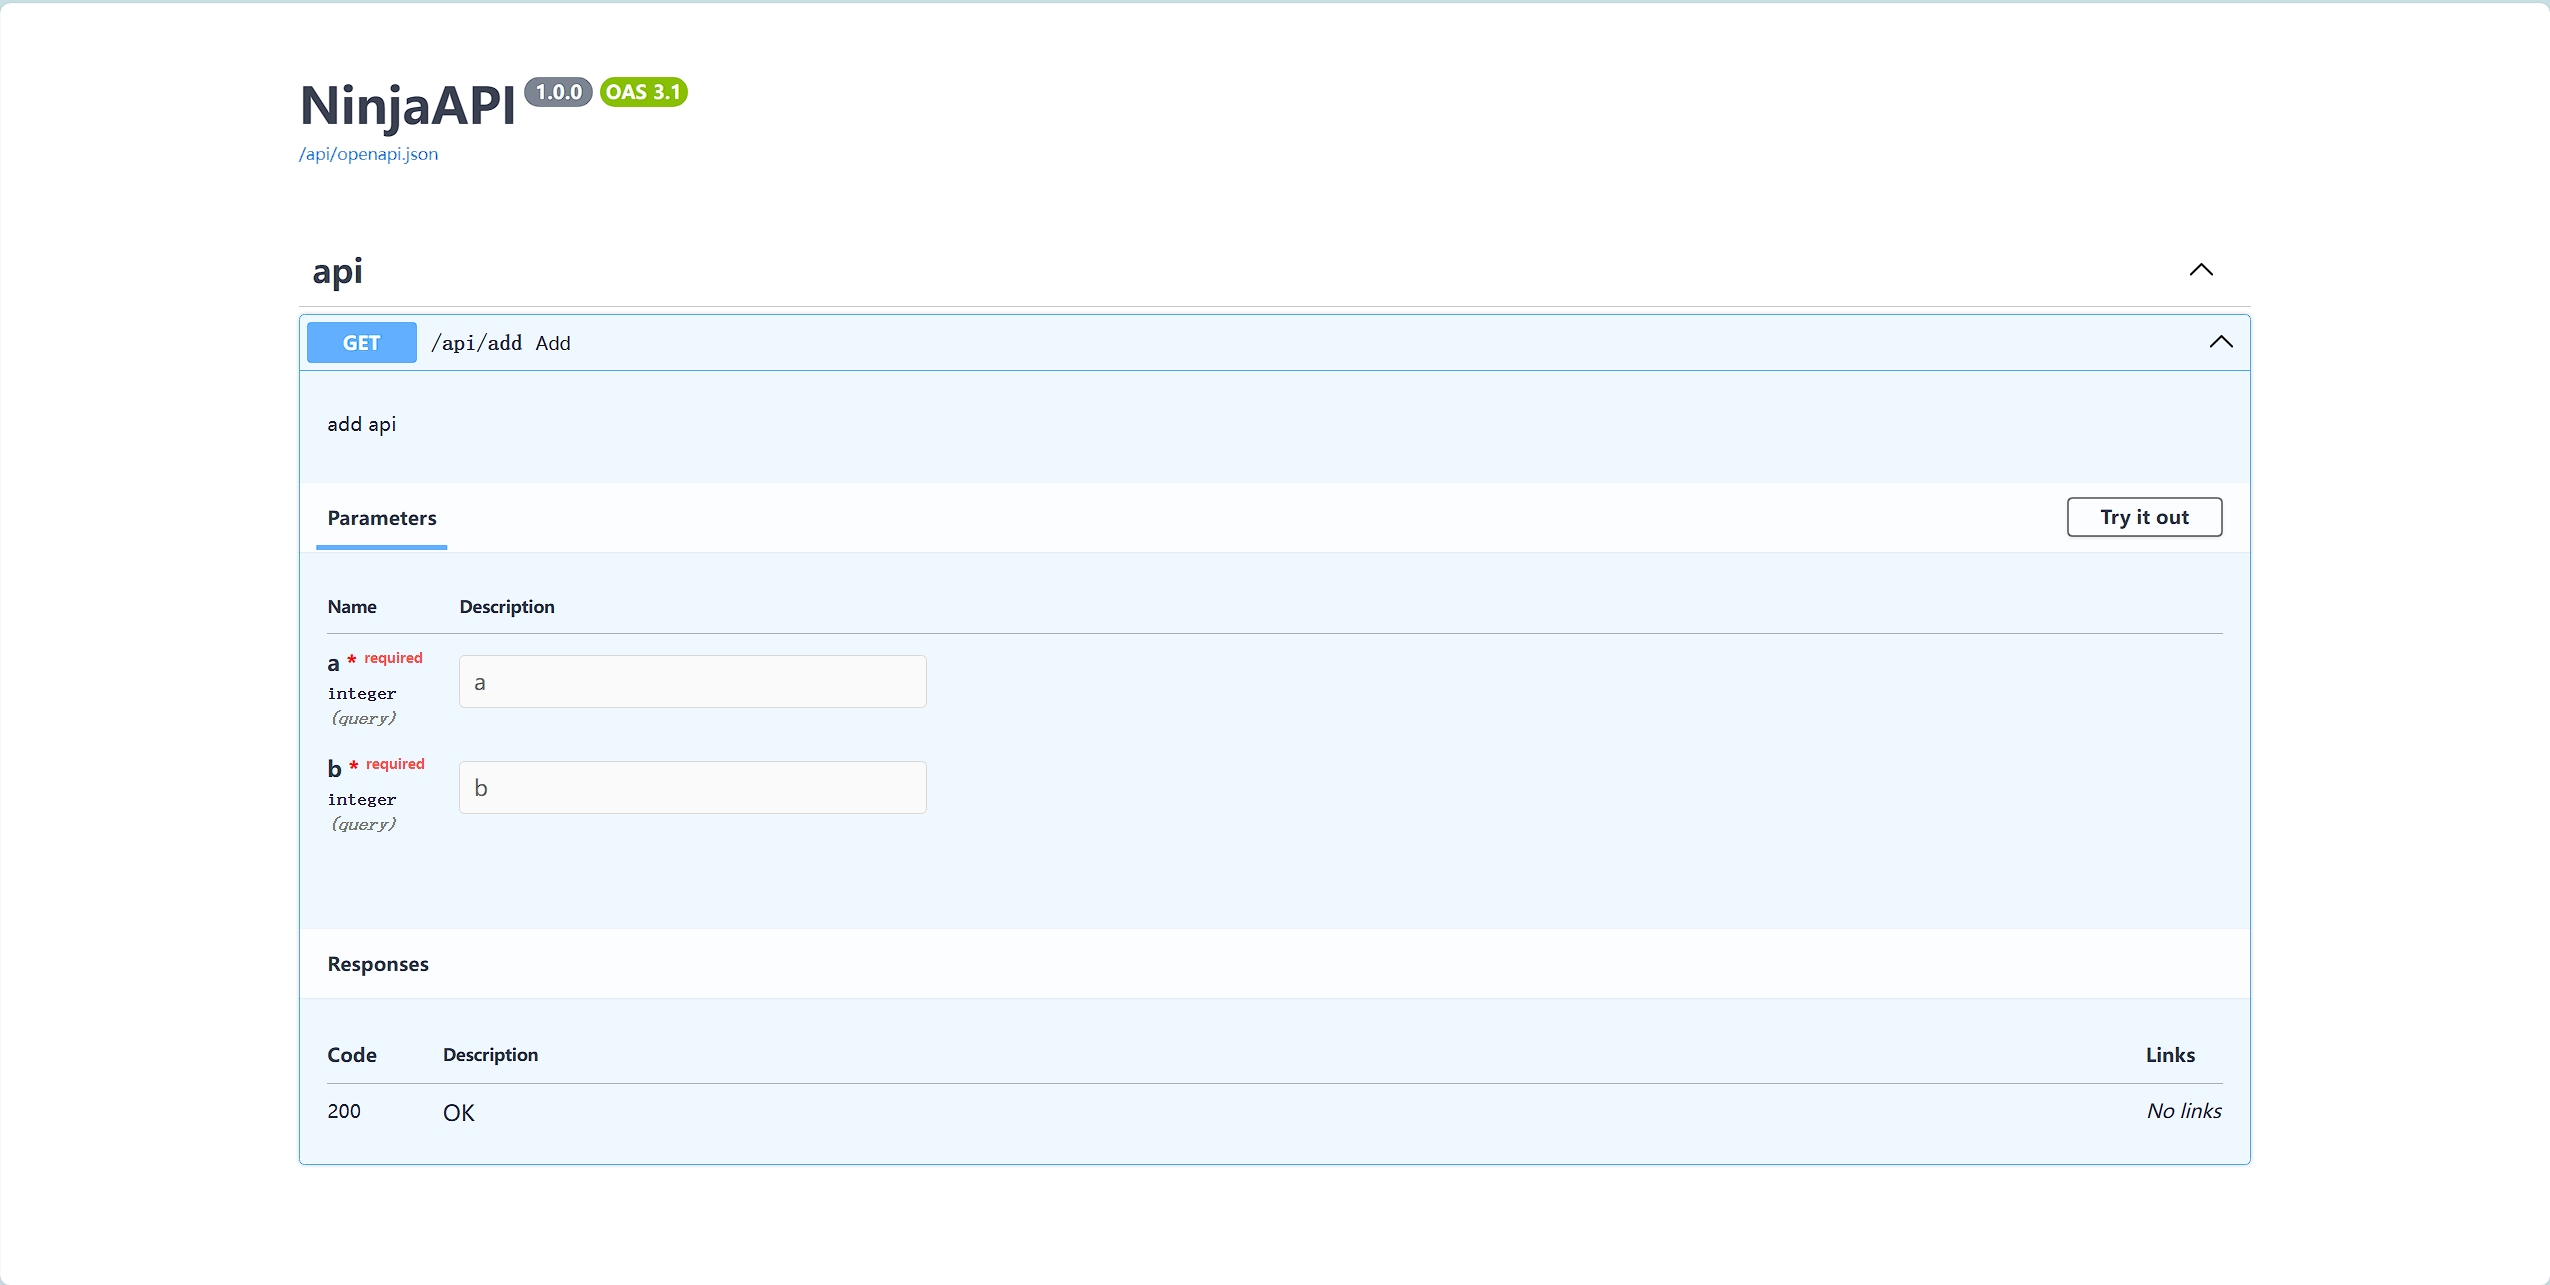 NinjaAPI 1.0.0 OAS 3.1
/api/openapi.json
api
GET /api/add Add
add api
Parameters Try it out
Name Description
a * required
integer
(query)
a
b * required
integer
(query)
b
Responses
Code Description Links
200 OK No links